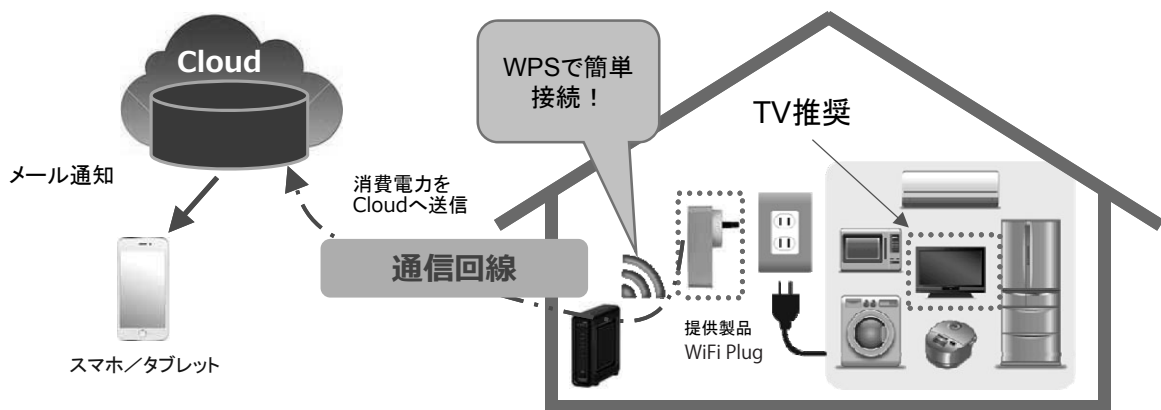 Cloud
WPSで簡単
接続！
TV推奨
メール通知
消費電力を
Cloudへ送信
通信回線
提供製品
WiFi Plug
スマホ／タブレット